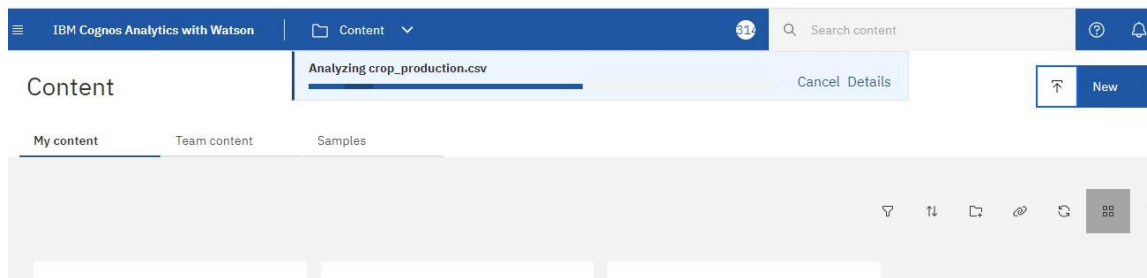 IBM Cognos Analytics with Watson Content 314 Search content
Analyzing crop_production.csv
Cancel Details
Content
New
My content Team content Samples